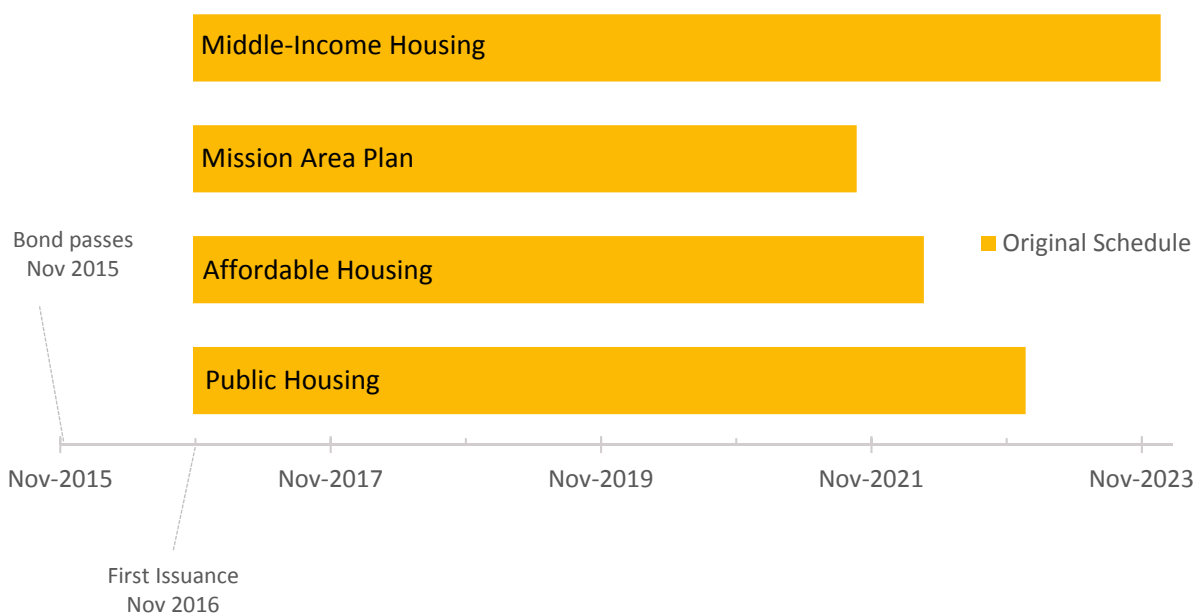 Middle-Income Housing
Mission Area Plan
Bond passes
Nov 2015
Affordable Housing
Original Schedule
Public Housing
Nov-2015
Nov-2017
Nov-2019
Nov-2021
Nov-2023
First Issuance
Nov 2016